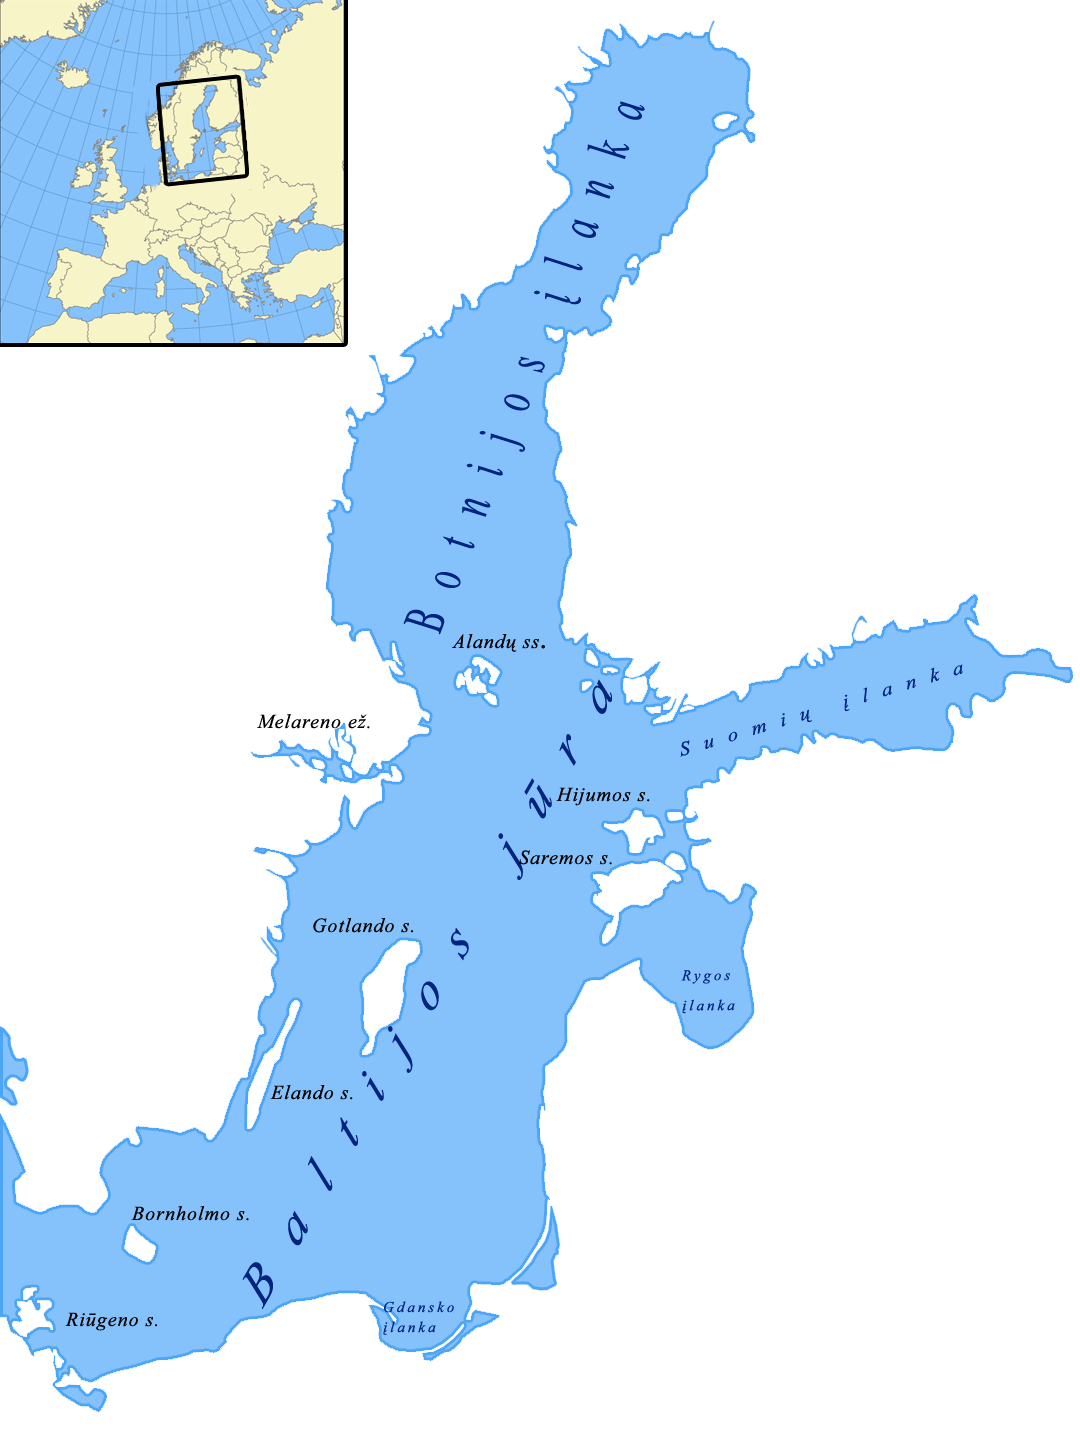 Botnijos įlanka
Alandų ss.
Suomių įlanka
Melareno ež.
Hijumos s.
Saremos s.
Gotlando s.
Rygos
įlanka
Baltijos jūra
Elando s.
Bornholmo s.
Gdansko
įlanka
Riūgeno s.